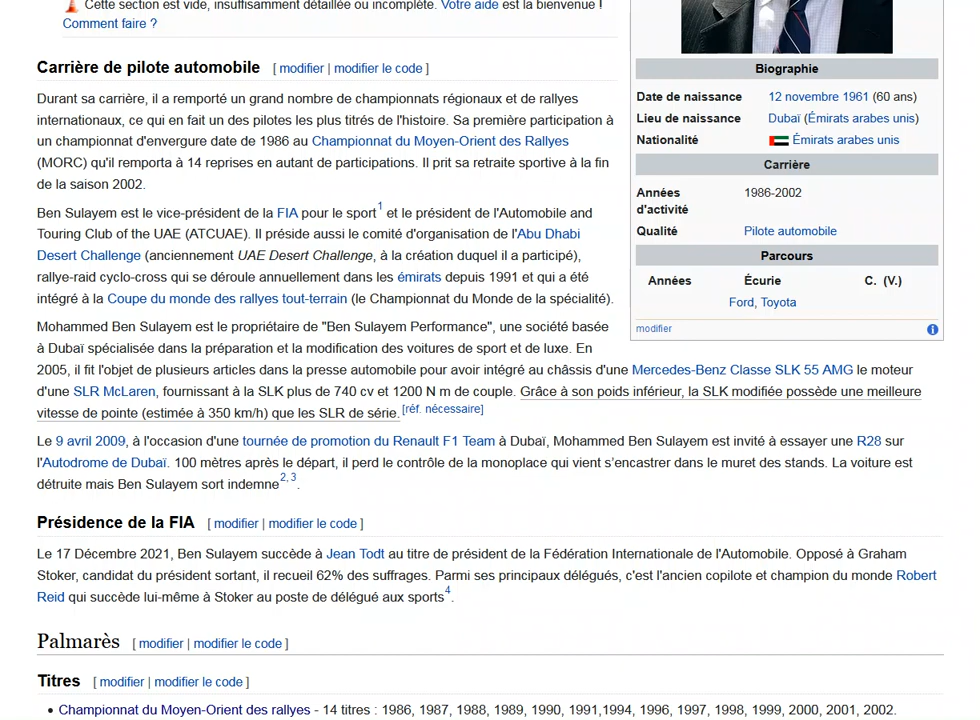 Cette section est vide, insuffisamment détaillée ou incomplète. Votre aide est la bienvenue !
Comment faire ?
Carrière de pilote automobile [ modifier | modifier le code ]
Durant sa carrière, il a remporté un grand nombre de championnats régionaux et de rallyes
internationaux, ce qui en fait un des pilotes les plus titrés de l'histoire. Sa première participation à
un championnat d'envergure date de 1986 au Championnat du Moyen-Orient des Rallyes
(MORC) qu'il remporta à 14 reprises en autant de participations. Il prit sa retraite sportive à la fin
de la saison 2002.
Ben Sulayem est le vice-président de la FIA pour le sport1 et le président de l'Automobile and
Touring Club of the UAE (ATCUAE). Il préside aussi le comité d'organisation de l'Abu Dhabi
Desert Challenge (anciennement UAE Desert Challenge, à la création duquel il a participé),
rallye-raid cyclo-cross qui se déroule annuellement dans les émirats depuis 1991 et qui a été
intégré à la Coupe du monde des rallyes tout-terrain (le Championnat du Monde de la spécialité).
Mohammed Ben Sulayem est le propriétaire de "Ben Sulayem Performance", une société basée
à Dubaï spécialisée dans la préparation et la modification des voitures de sport et de luxe. En
2005, il fit l'objet de plusieurs articles dans la presse automobile pour avoir intégré au châssis d'une Mercedes-Benz Classe SLK 55 AMG le moteur
d'une SLR McLaren, fournissant à la SLK plus de 740 cv et 1200 N m de couple. Grâce à son poids inférieur, la SLK modifiée possède une meilleure
vitesse de pointe (estimée à 350 km/h) que les SLR de série.[réf. nécessaire]
Le 9 avril 2009, à l'occasion d'une tournée de promotion du Renault F1 Team à Dubaï, Mohammed Ben Sulayem est invité à essayer une R28 sur
l'Autodrome de Dubaï. 100 mètres après le départ, il perd le contrôle de la monoplace qui vient s'encastrer dans le muret des stands. La voiture est
détruite mais Ben Sulayem sort indemne2, 3.
Présidence de la FIA [ modifier | modifier le code ]
Le 17 Décembre 2021, Ben Sulayem succède à Jean Todt au titre de président de la Fédération Internationale de l'Automobile. Opposé à Graham
Stoker, candidat du président sortant, il recueil 62% des suffrages. Parmi ses principaux délégués, c'est l'ancien copilote et champion du monde Robert
Reid qui succède lui-même à Stoker au poste de délégué aux sports4.
Palmarès [ modifier | modifier le code ]
Titres [ modifier | modifier le code ]
• Championnat du Moyen-Orient des rallyes - 14 titres : 1986, 1987, 1988, 1989, 1990, 1991,1994, 1996, 1997, 1998, 1999, 2000, 2001, 2002.
Biographie
Date de naissance 12 novembre 1961 (60 ans)
Lieu de naissance Dubaï (Émirats arabes unis)
Nationalité Émirats arabes unis
Carrière
Années d'activité 1986-2002
Qualité Pilote automobile
Parcours
Années Écurie C. (V.)
Ford, Toyota
modifier